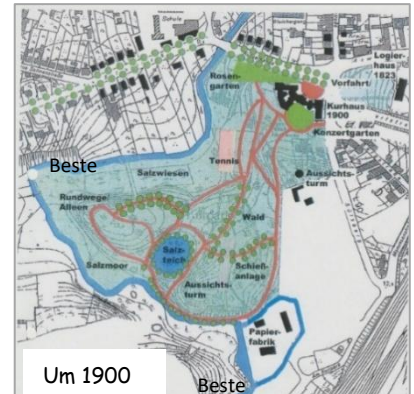 Schule
Logier-
haus
1823
Rosen-
garten
Vorfahrt
Kurhaus
1900
Konzertgarten
Beste
Salzwiesen
Tennis
Aussichts-
turm
Rundwege/
Alleen
Wald
Salz-
teich
Salzmoor
Schieß-
anlage
Aussichts-
turm
Papier-
fabrik
Um 1900
Beste